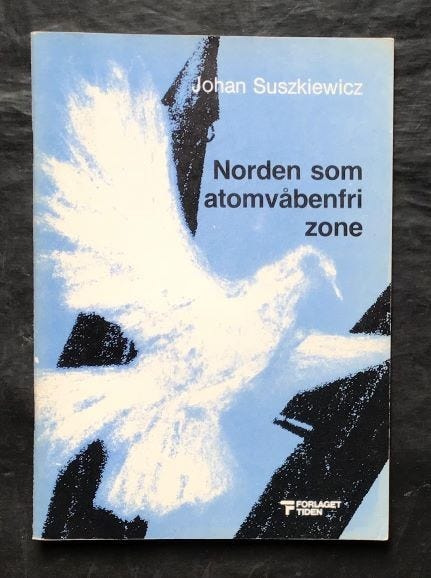 Johan Suszkiewicz
Norden som
atomvåbenfri
zone
FORLAGET
TIDEN